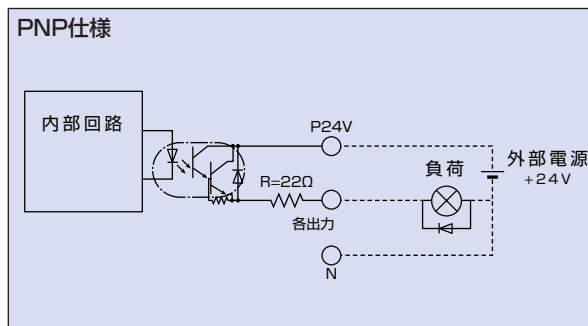 PNP仕様
内部回路
P24V
負荷
外部電源
+24V
R=22Ω
各出力
N